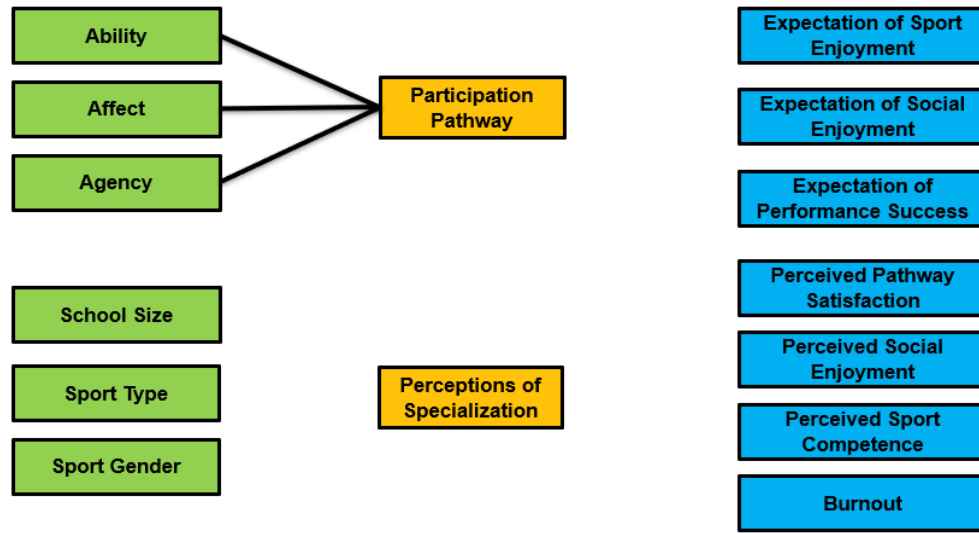 Ability
Affect
Agency
School Size
Sport Type
Sport Gender
Participation
Pathway
Perceptions of
Specialization
Expectation of Sport
Enjoyment
Expectation of Social
Enjoyment
Expectation of
Performance Success
Perceived Pathway
Satisfaction
Perceived Social
Enjoyment
Perceived Sport
Competence
Burnout